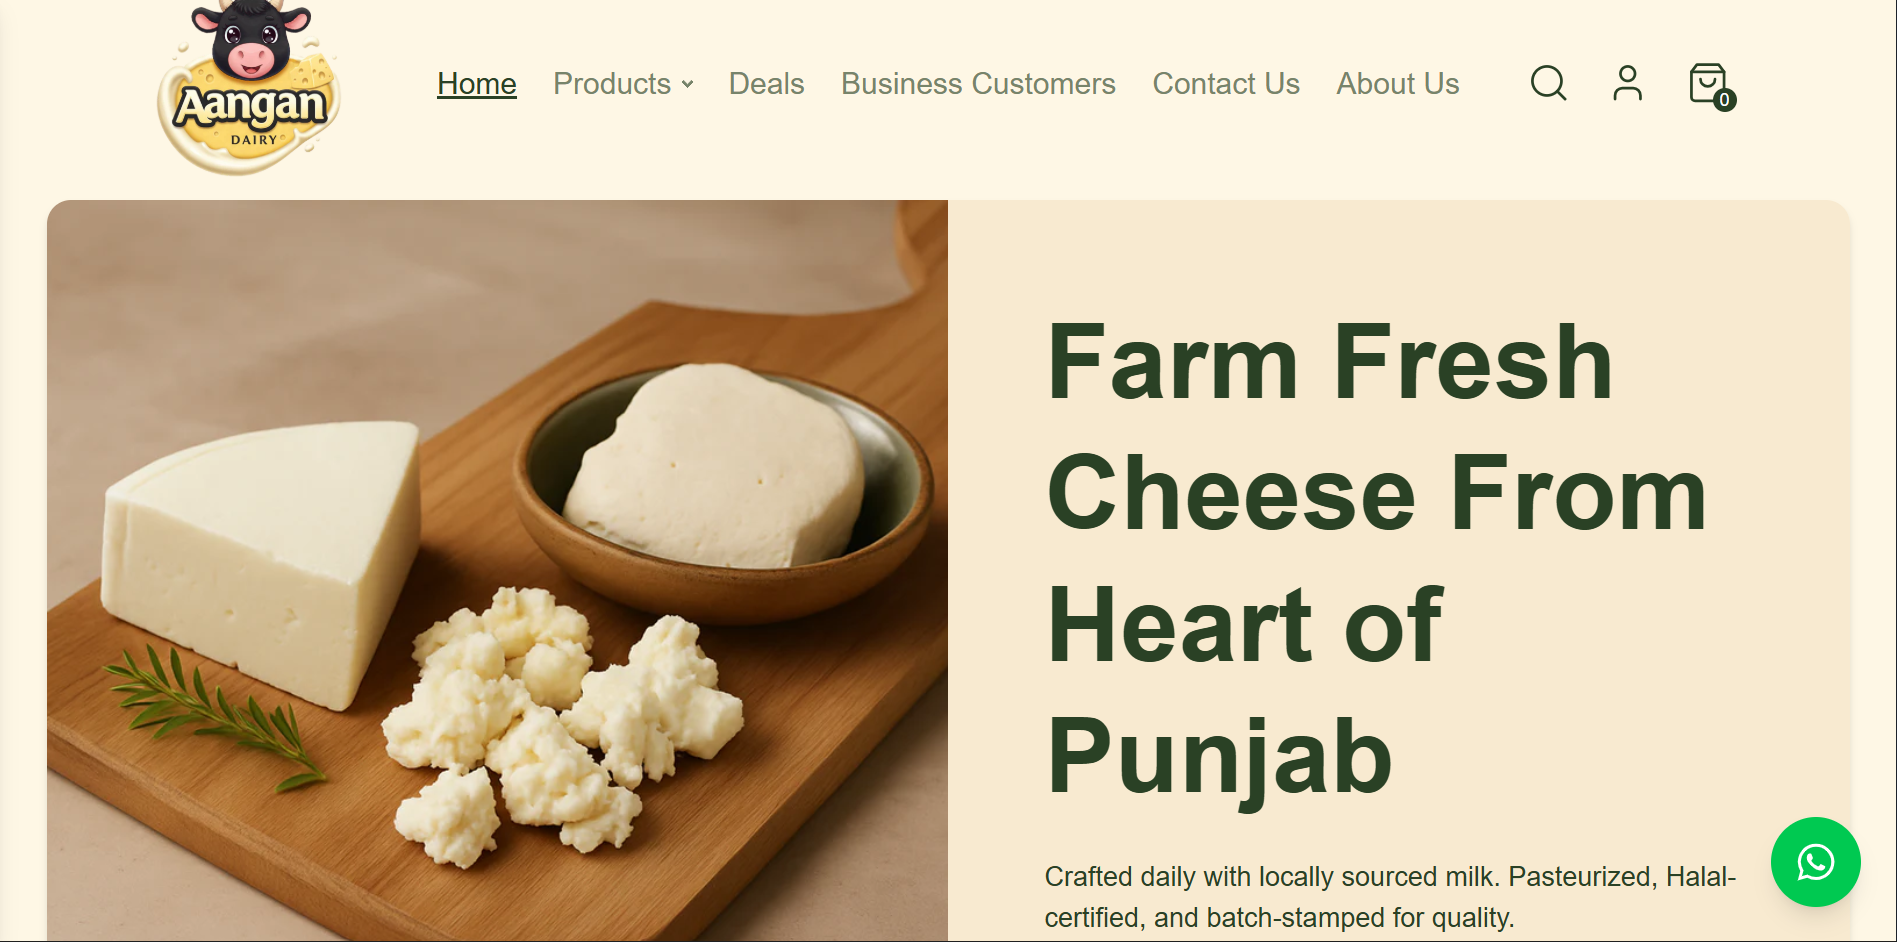 Aangan
DAIRY
Home Products Deals Business Customers Contact Us About Us
0
Farm Fresh
Cheese From
Heart of
Punjab
Crafted daily with locally sourced milk. Pasteurized, Halal-
certified, and batch-stamped for quality.